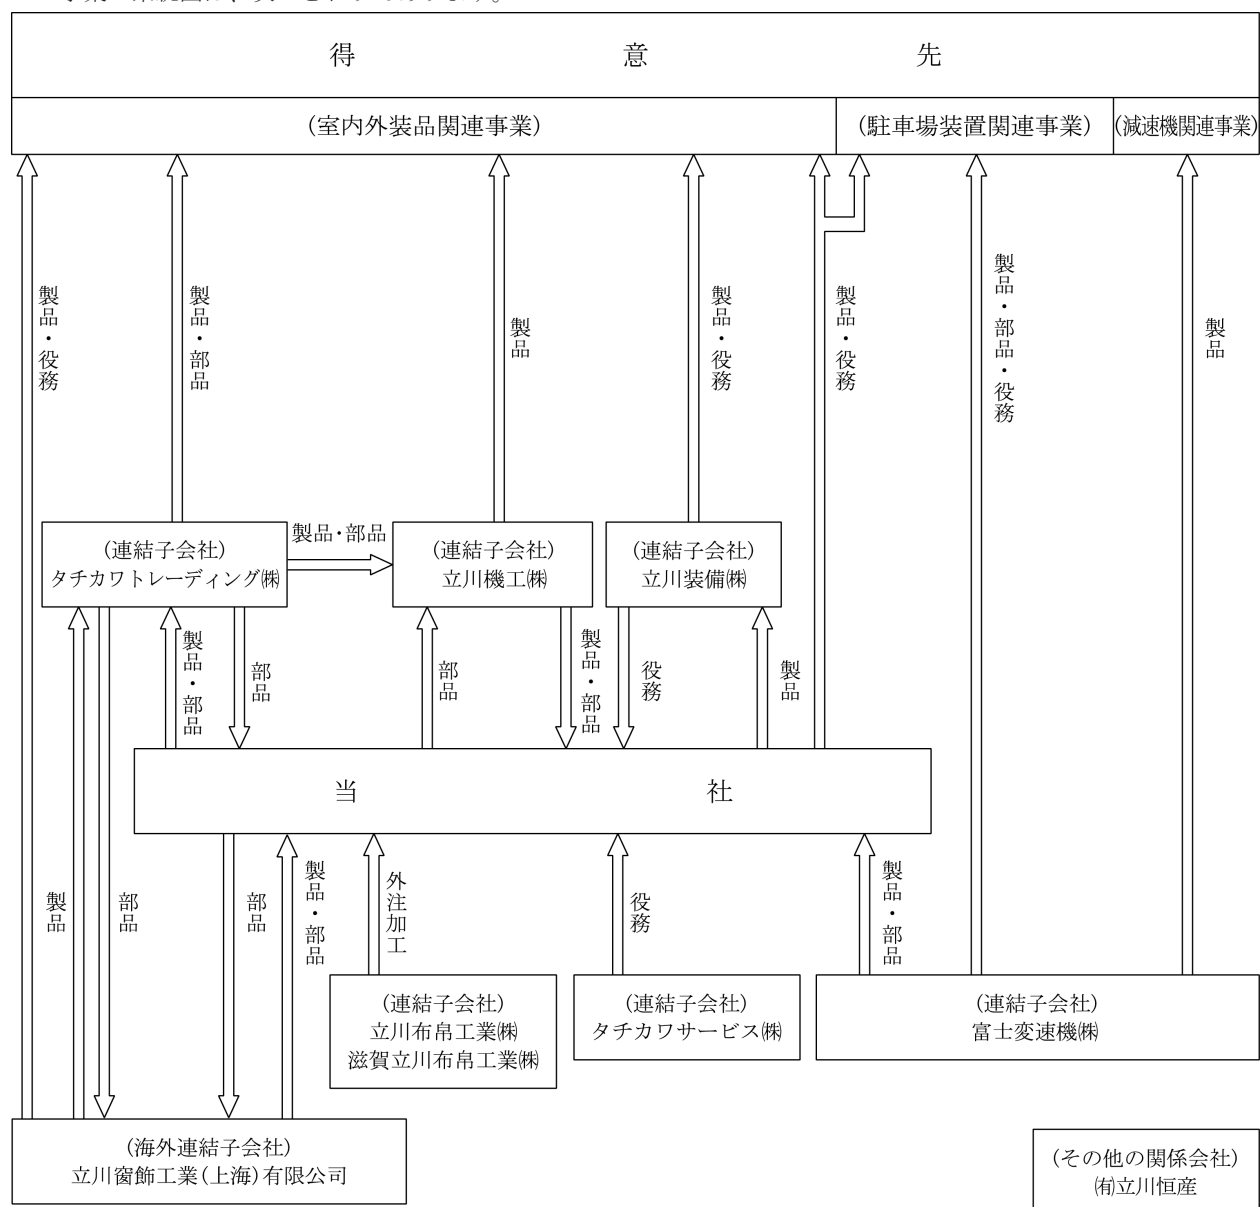 得意先
(室内外装品関連事業)
(駐車場装置関連事業)
(減速機関連事業)
製品・役務
製品・部品
製品
製品・役務
製品・役務
製品・部品・役務
製品
(連結子会社)
タチカワトレーディング㈱
製品・部品
(連結子会社)
立川機工㈱
(連結子会社)
立川装備㈱
製品・部品
部品
部品
製品・部品
役務
製品
当社
製品
部品
部品
製品・部品
外注加工
役務
製品・部品
(連結子会社)
立川布帛工業㈱
滋賀立川布帛工業㈱
(連結子会社)
タチカワサービス㈱
(連結子会社)
富士変速機㈱
(海外連結子会社)
立川窗飾工業(上海)有限公司
(その他の関係会社)
㈲立川恒産